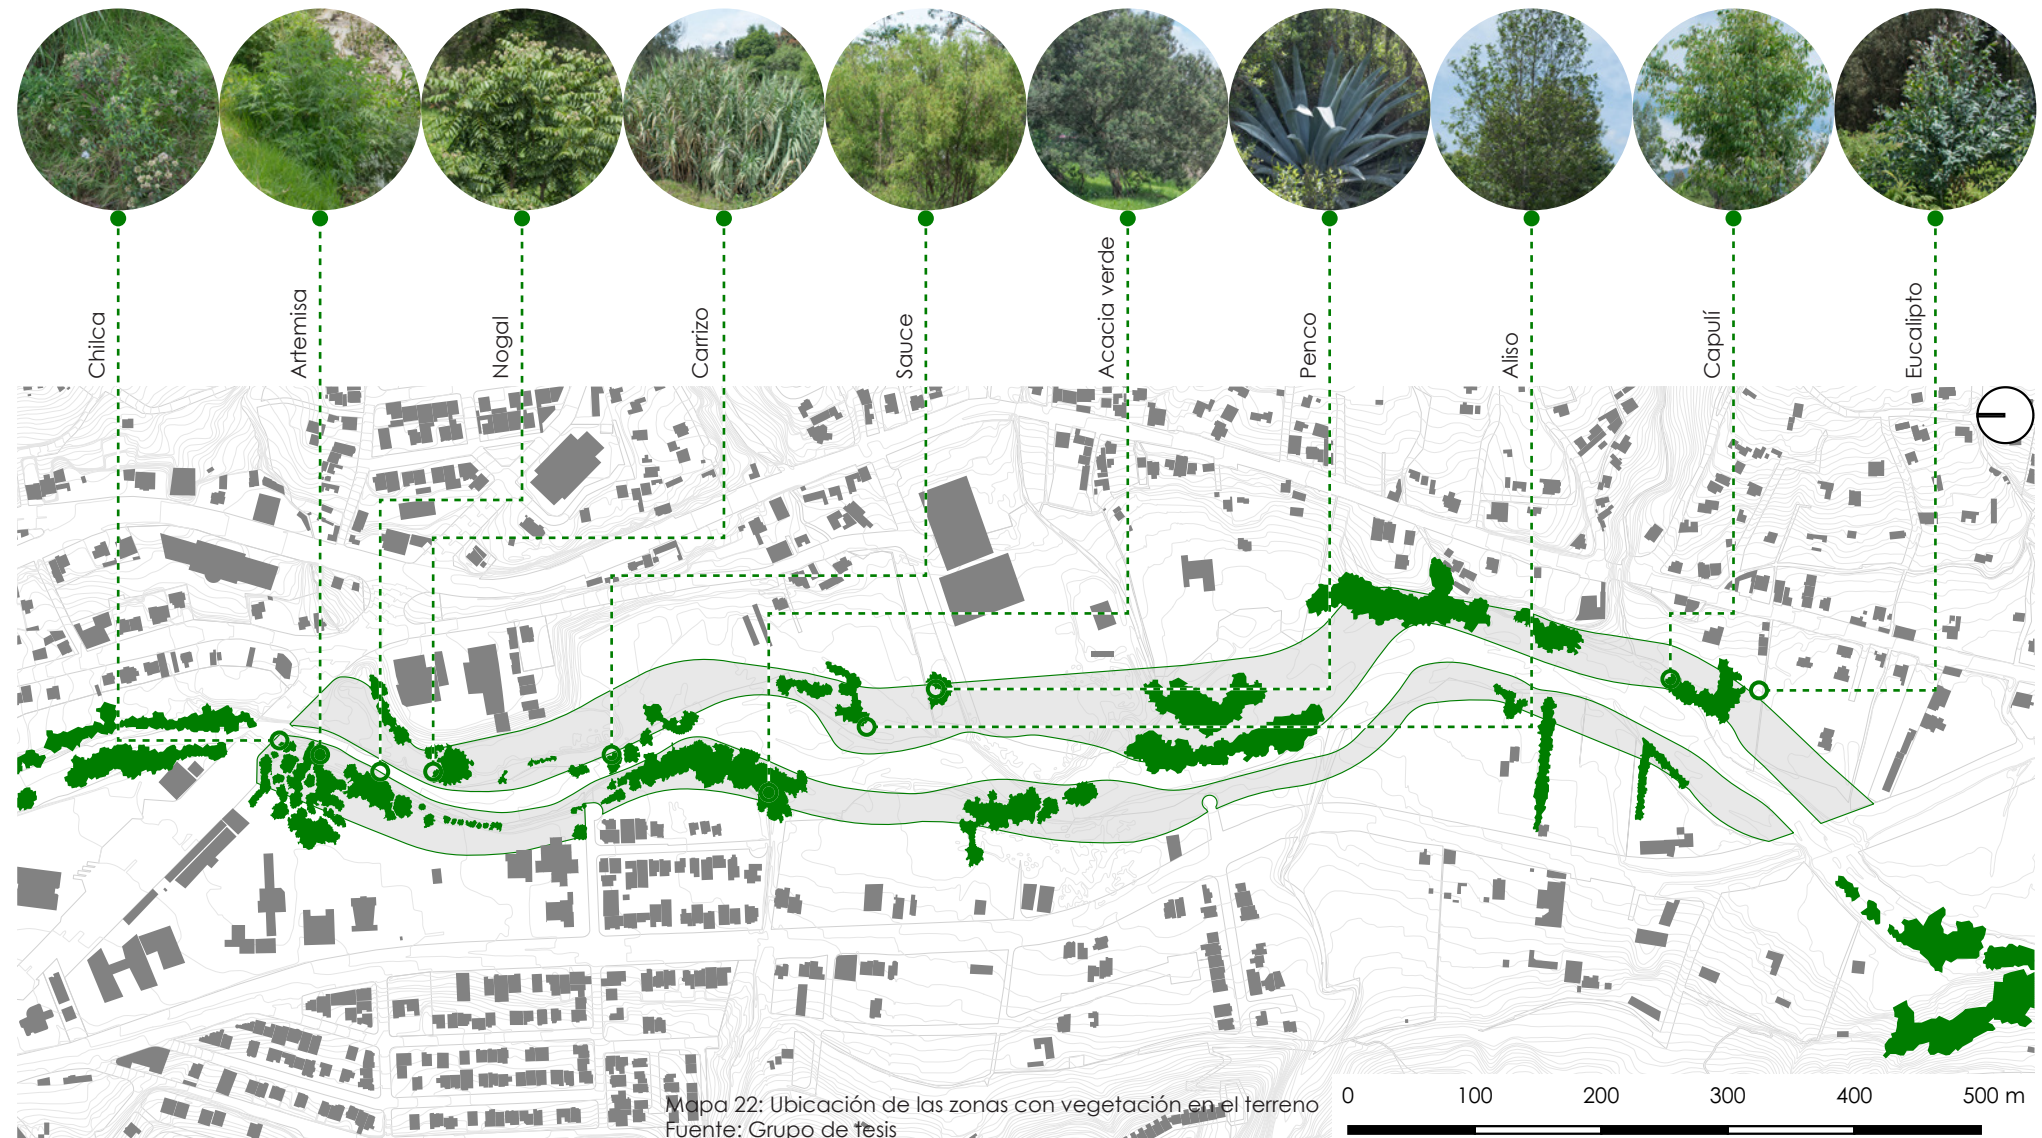 Chilca
Artemisa
Nogal
Carrizo
Sauce
Acacia verde
Penco
Aliso
Capulí
Eucalipto
0 100 200 300 400 500 m
Mapa 22: Ubicación de las zonas con vegetación en el terreno
Fuente: Grupo de tesis